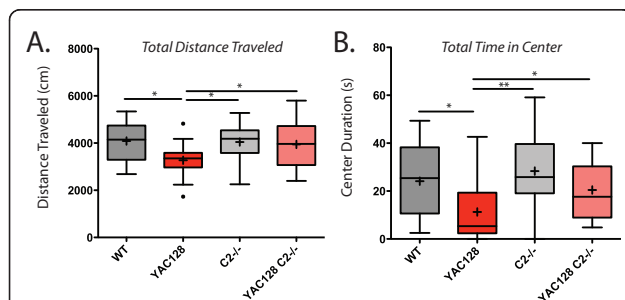 A.
Total Distance Traveled
Distance Traveled (cm)
8000
6000
4000
2000
0
*
*
*
WT
YAC128
C2-/-
YAC128 C2-/-
B.
Total Time in Center
Center Duration (s)
80
60
40
20
0
*
**
*
WT
YAC128
C2-/-
YAC128 C2-/-